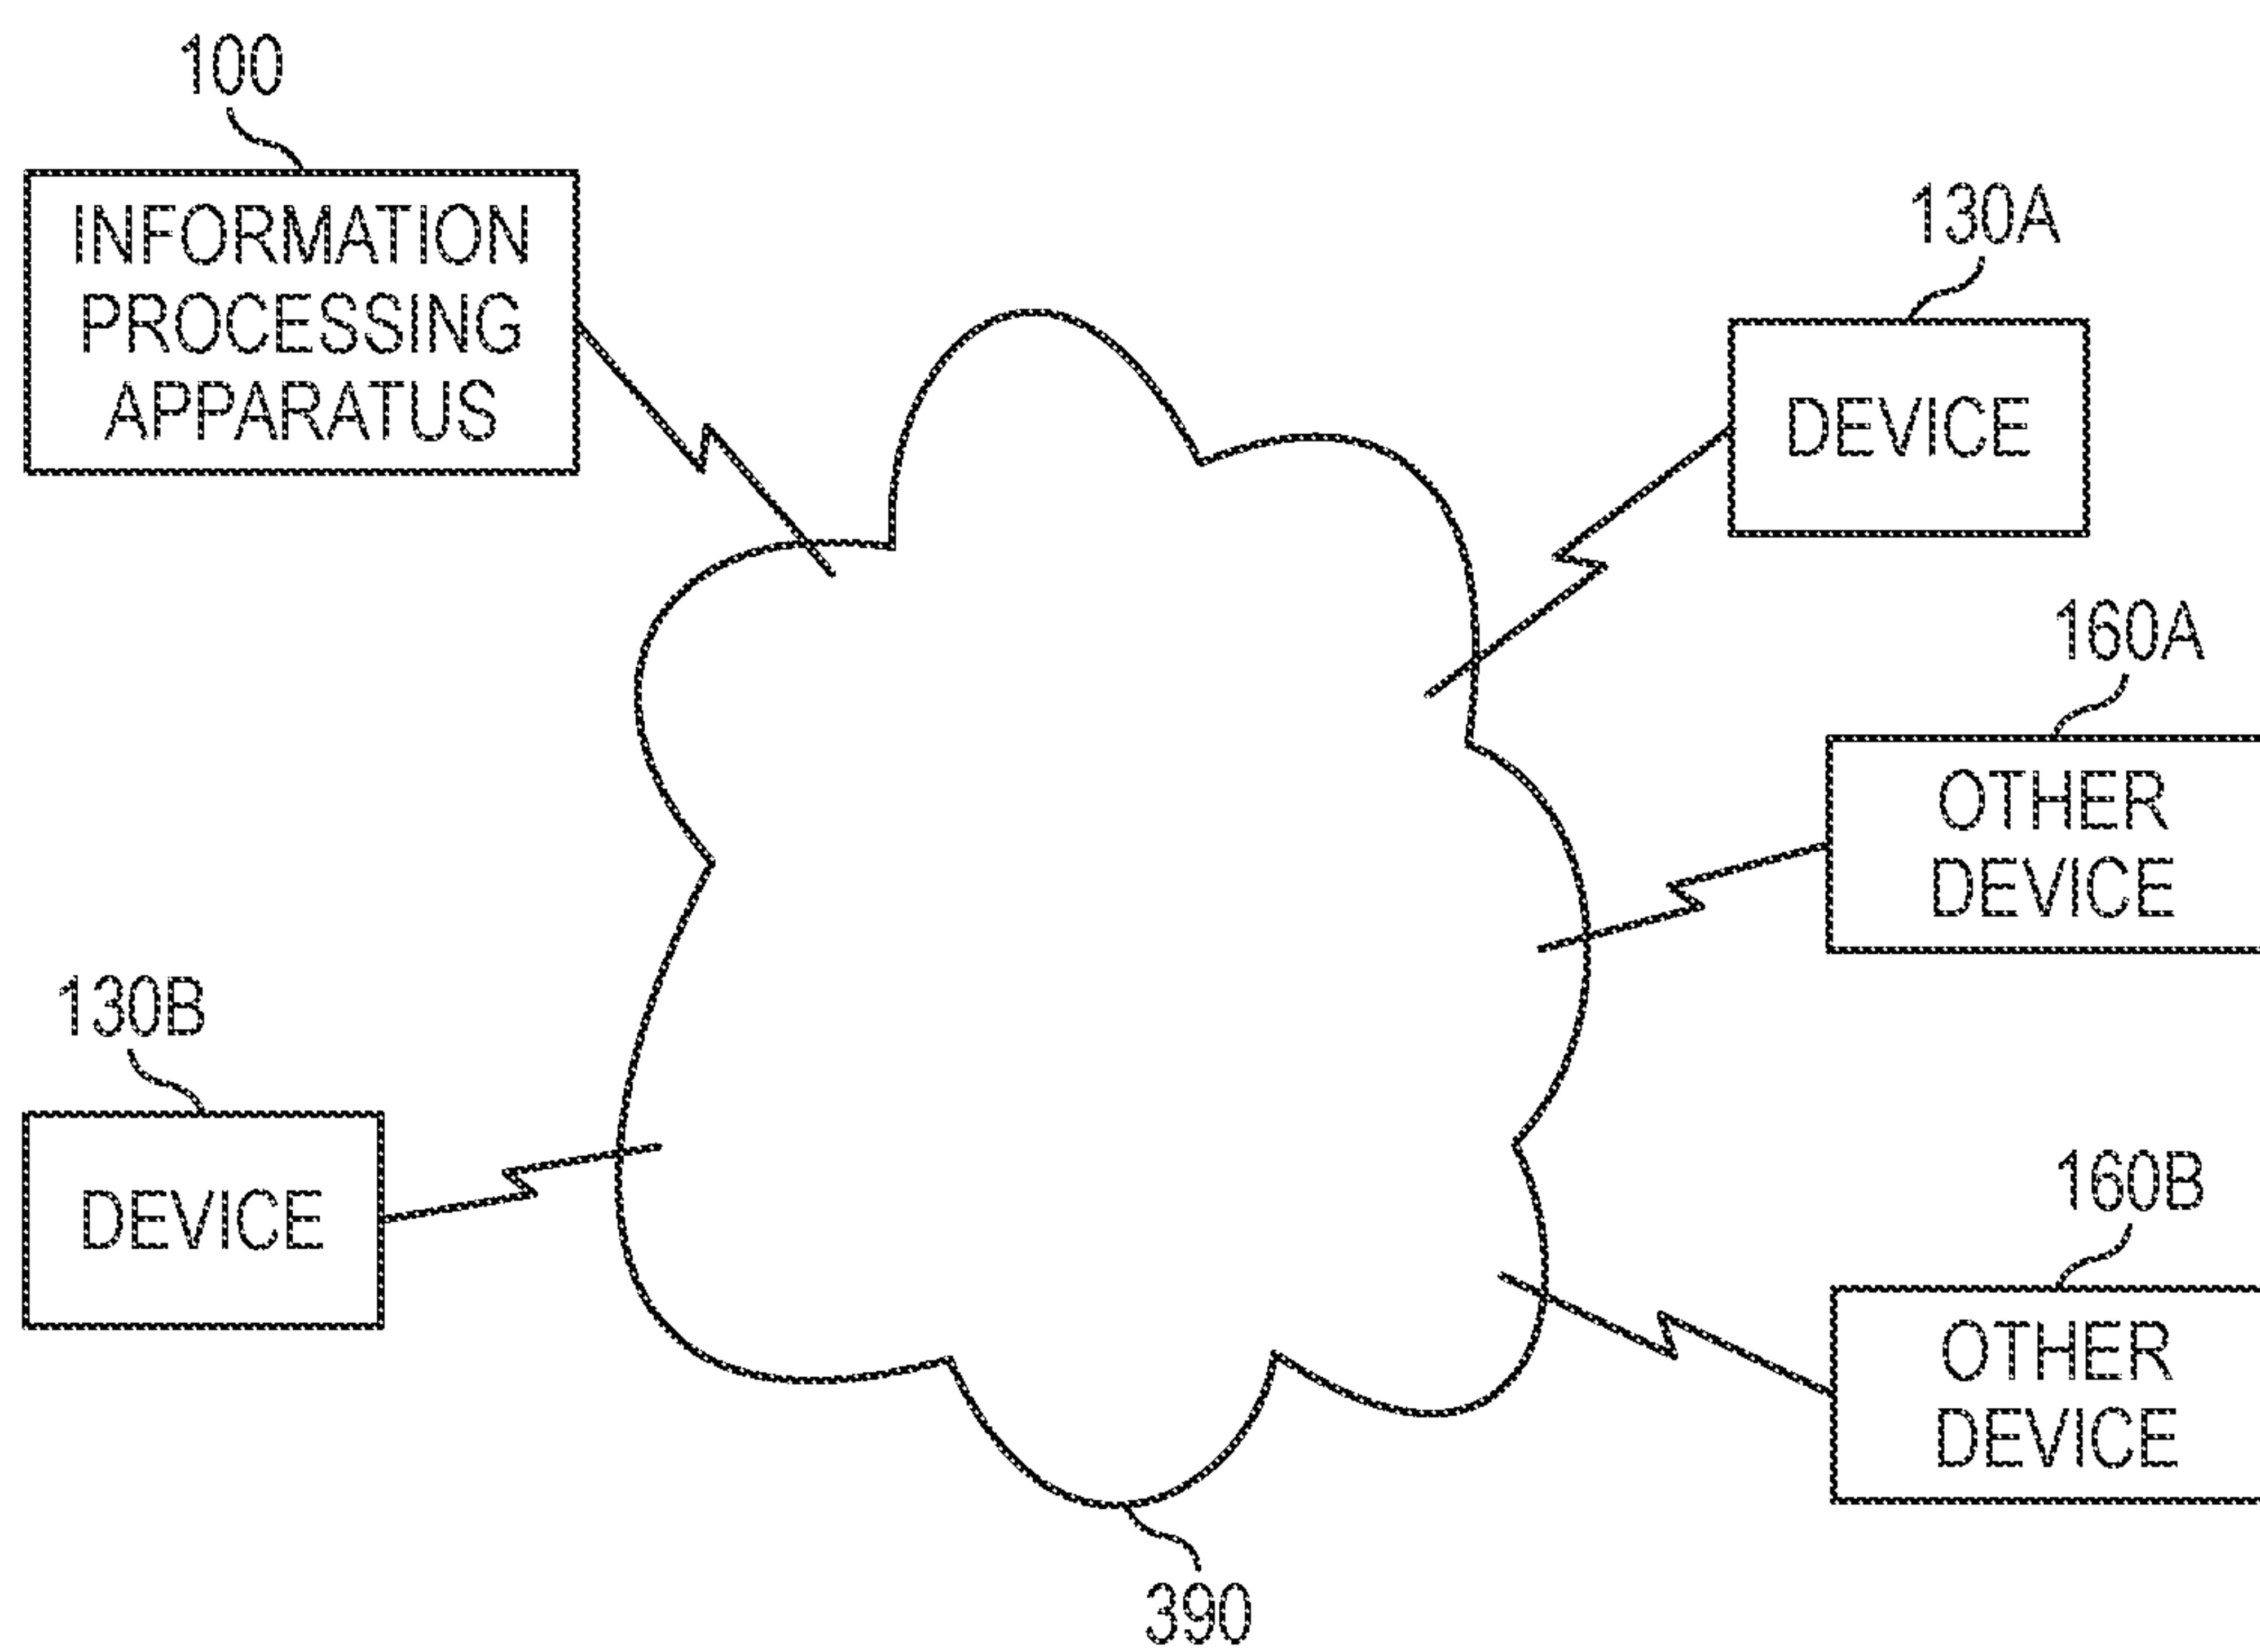 100
INFORMATION
PROCESSING
APPARATUS
130A
DEVICE
160A
OTHER
DEVICE
130B
DEVICE
160B
OTHER
DEVICE
390